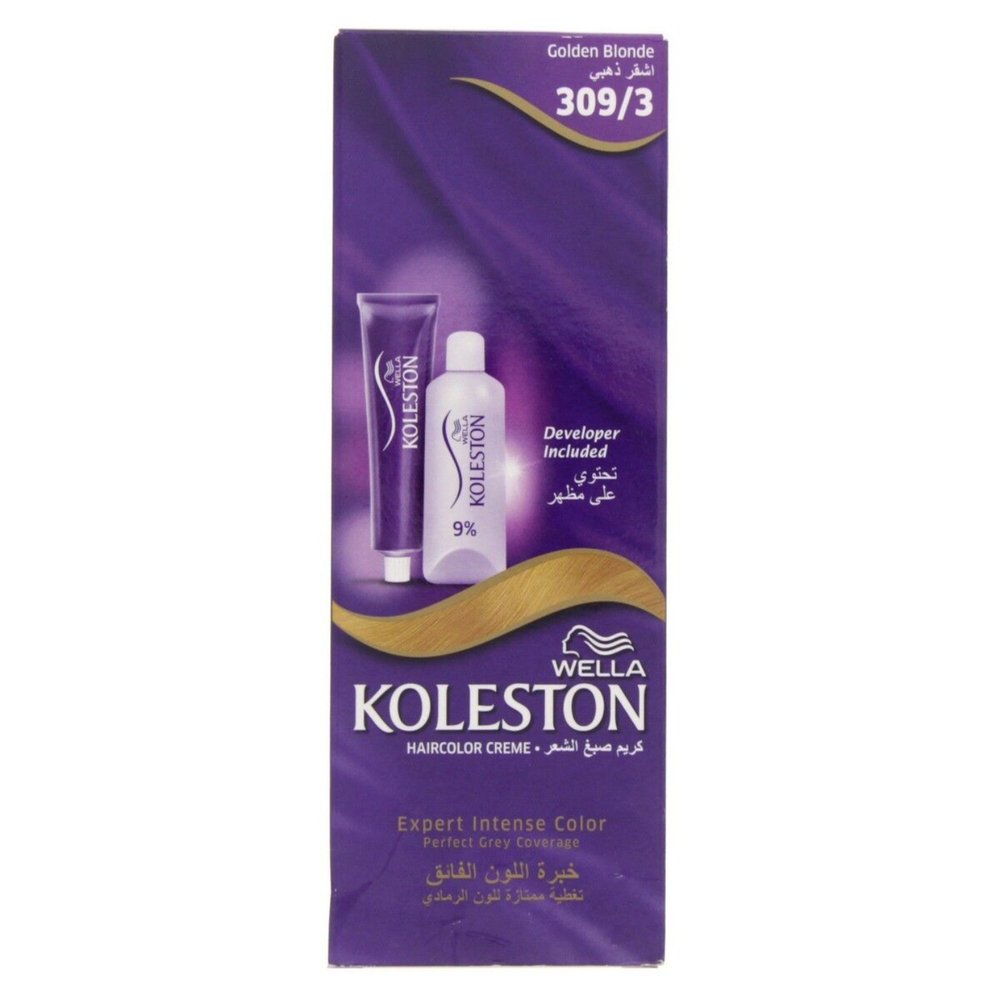 Golden Blonde
اشقر ذهبي
309/3
WELLA
KOLESTON
WELLA
KOLESTON
9%
Developer
Included
تحتوي
على مظهر
WELLA
KOLESTON
HAIRCOLOR CREME • كريم صبغ الشعر
Expert Intense Color
Perfect Grey Coverage
خبرة اللون الفائق
تغطية ممتازة للون الرمادي